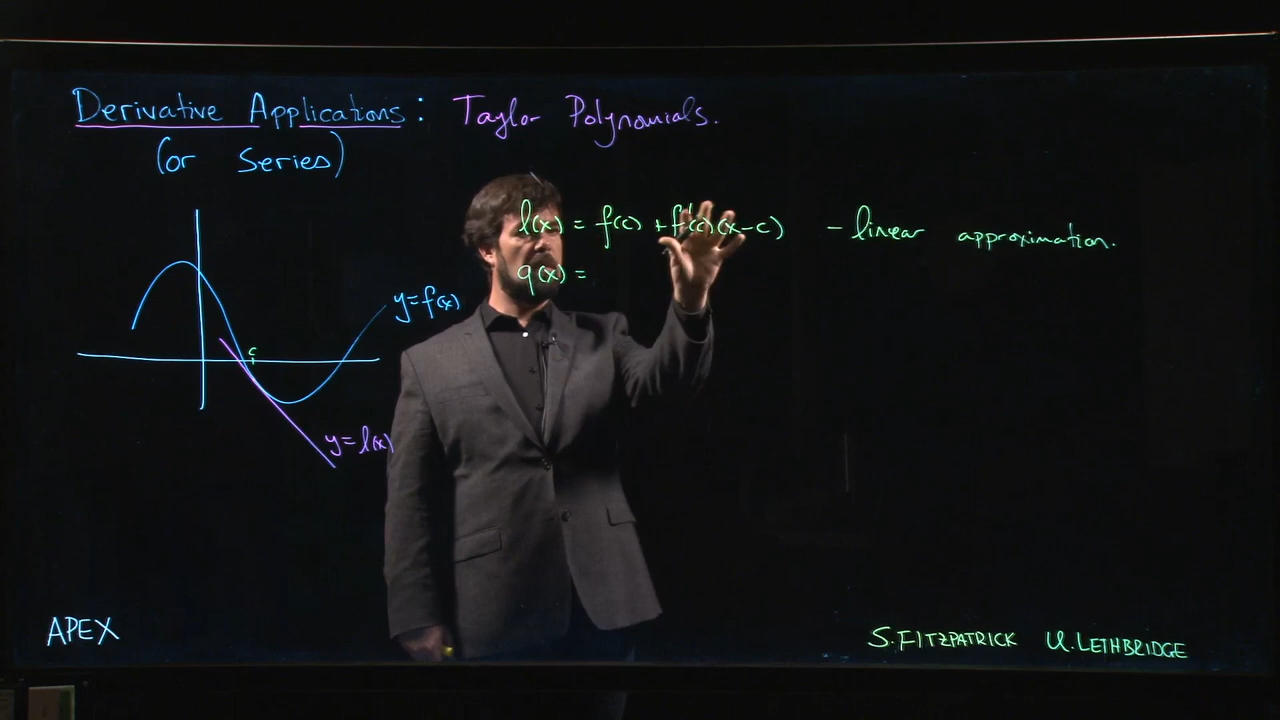 Derivative Applications: Taylor Polynomials.
(or Series)
l(x) = f(c) + f'(c)(x-c) - linear approximation.
q(x) =
y=f(x)
c
y=l(x)
APEX
S.FITZPATRICK U.LETHBRIDGE